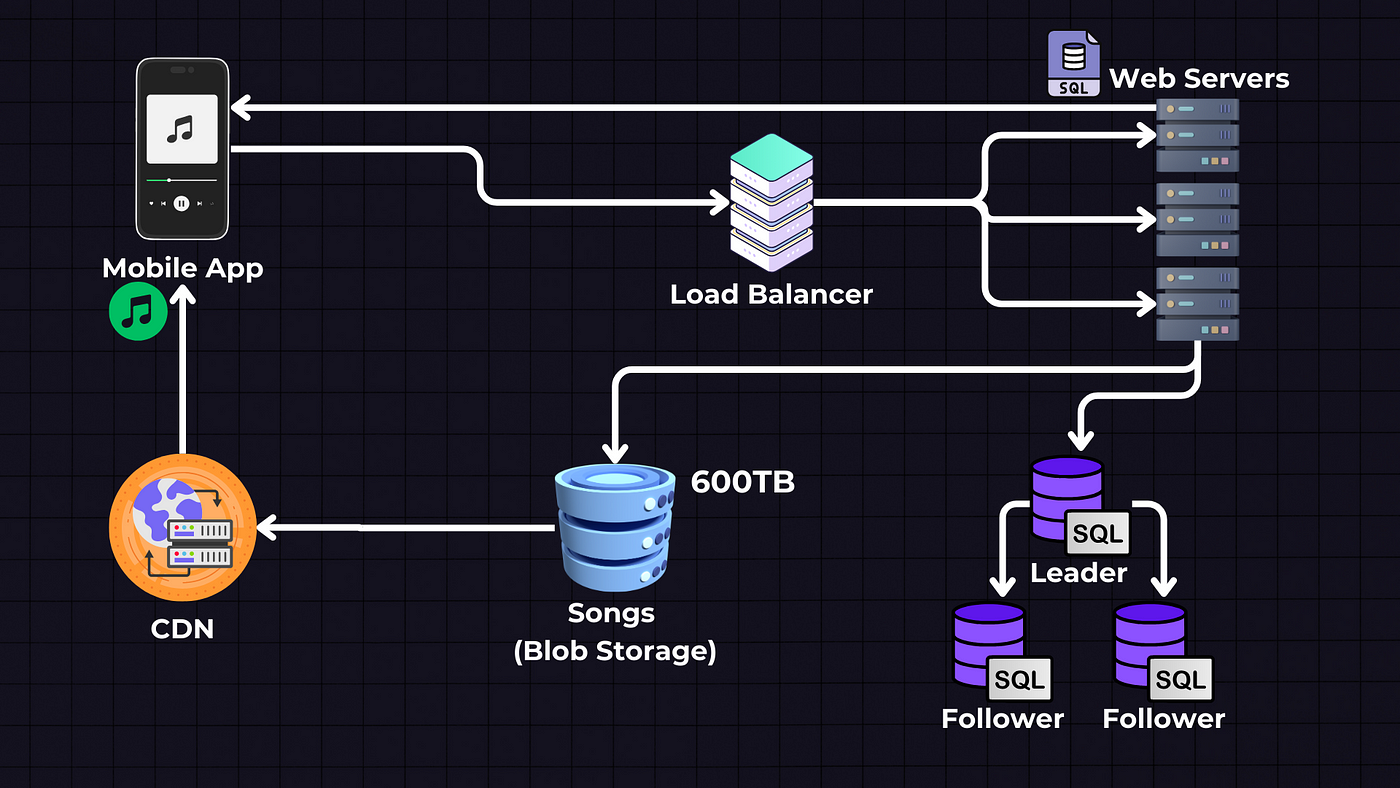 SQL
Web Servers
Mobile App
Load Balancer
600TB
SQL
Leader
Songs
(Blob Storage)
CDN
SQL
SQL
Follower
Follower